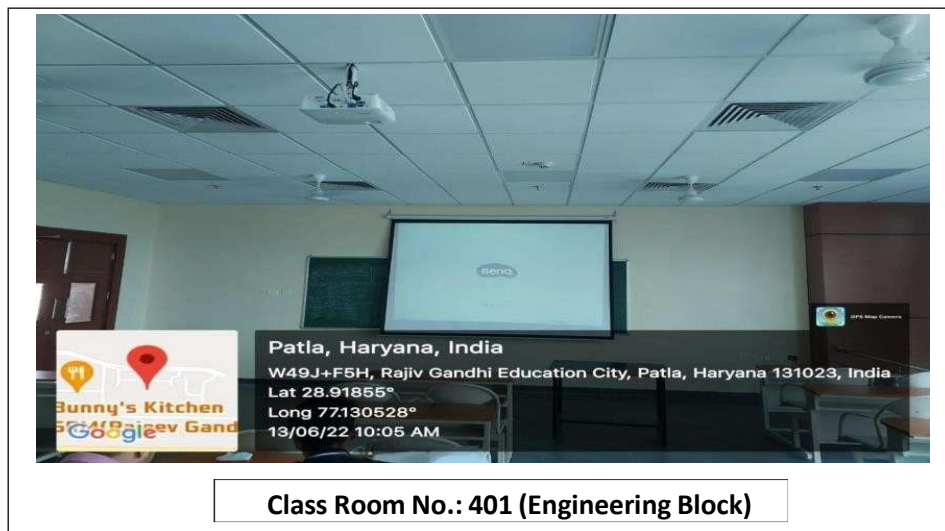 BenQ
GPS Map Camera
Patla, Haryana, India
W49J+F5H, Rajiv Gandhi Education City, Patla, Haryana 131023, India
Lat 28.91855°
Long 77.130528°
13/06/22 10:05 AM
Bunny's Kitchen
Gand
Google
Class Room No.: 401 (Engineering Block)